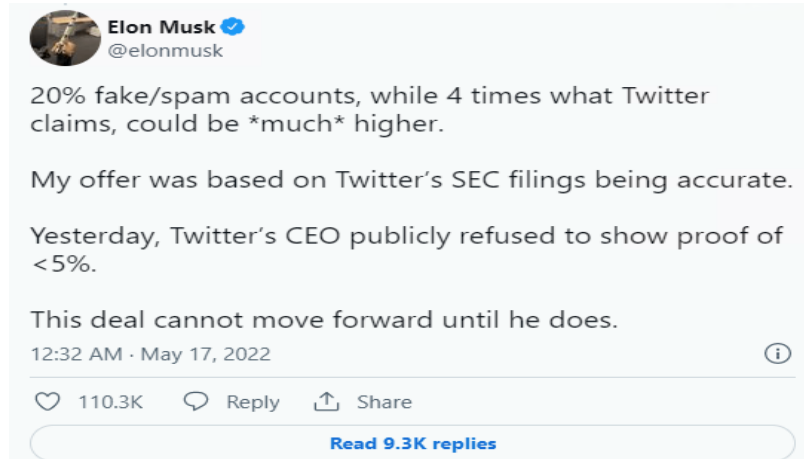 Elon Musk
@elonmusk
20% fake/spam accounts, while 4 times what Twitter
claims, could be *much* higher.
My offer was based on Twitter’s SEC filings being accurate.
Yesterday, Twitter’s CEO publicly refused to show proof of
<5%.
This deal cannot move forward until he does.
12:32 AM · May 17, 2022
110.3K Reply Share
Read 9.3K replies